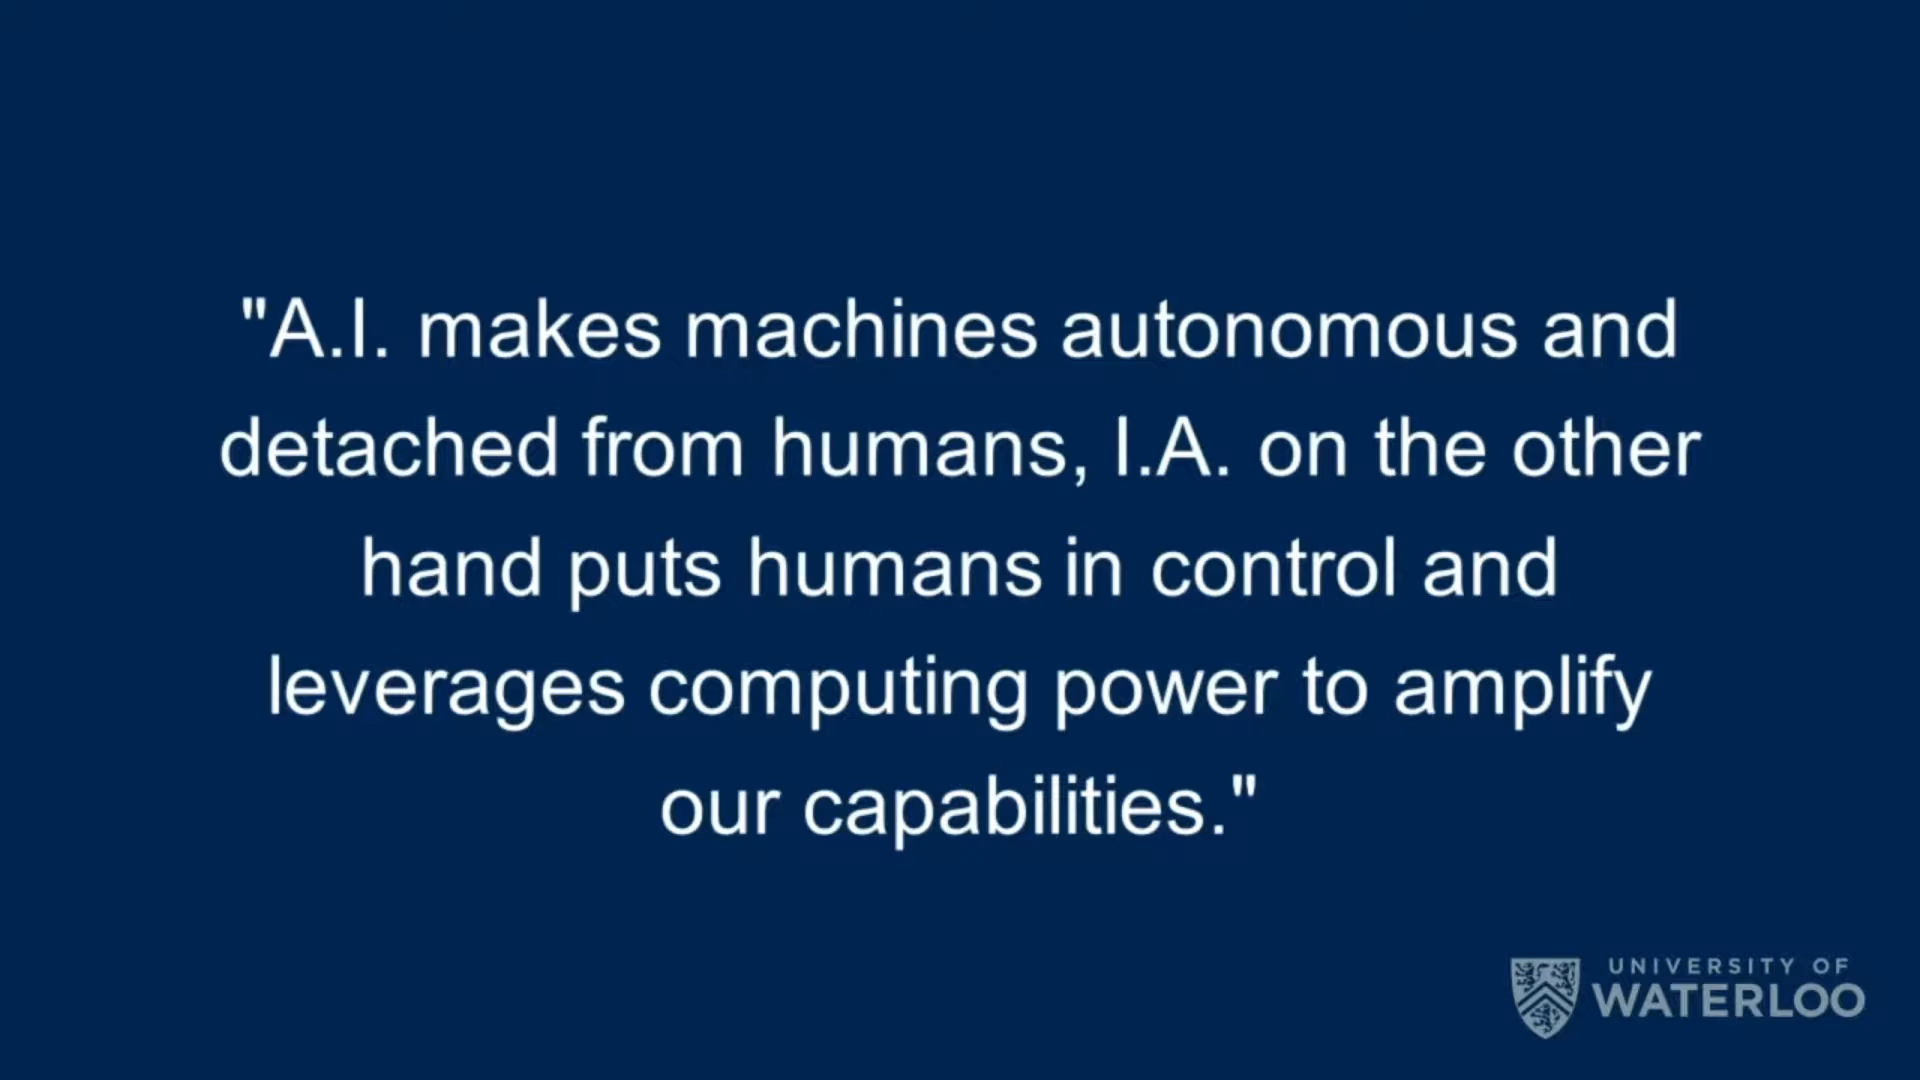 "A.I. makes machines autonomous and
detached from humans, I.A. on the other
hand puts humans in control and
leverages computing power to amplify
our capabilities."
UNIVERSITY OF
WATERLOO